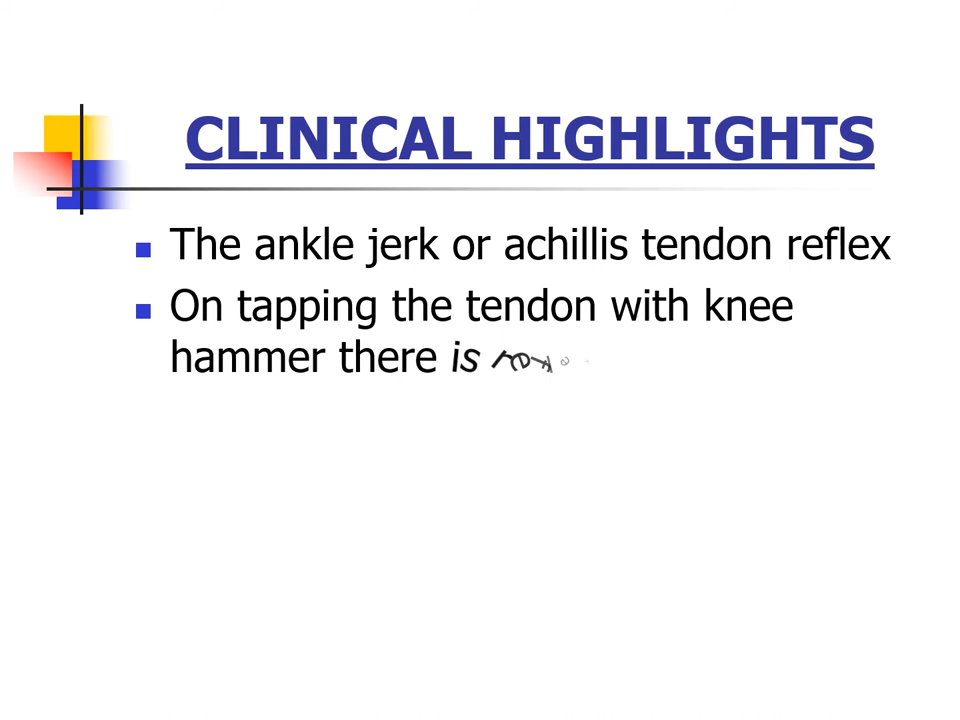 CLINICAL HIGHLIGHTS
The ankle jerk or achillis tendon reflex
On tapping the tendon with knee
hammer there is